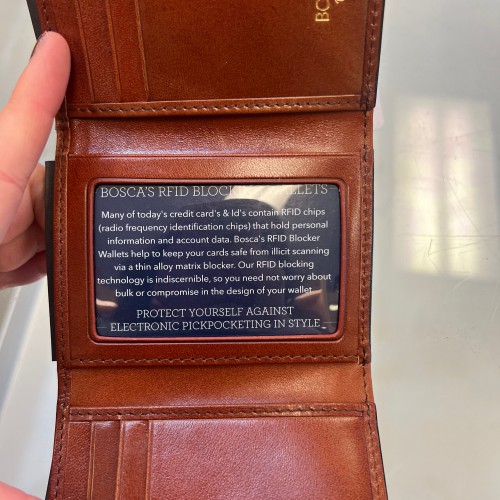 BOSCA'S RFID BLOCKING WALLETS
Many of today's credit card's & Id's contain RFID chips
(radio frequency identification chips) that hold personal
information and account data. Bosca's RFID Blocker
Wallets help to keep your cards safe from illicit scanning
via a thin alloy matrix blocker. Our RFID blocking
technology is indiscernible, so you need not worry about
bulk or compromise in the design of your wallet
PROTECT YOURSELF AGAINST
ELECTRONIC PICKPOCKETING IN STYLE